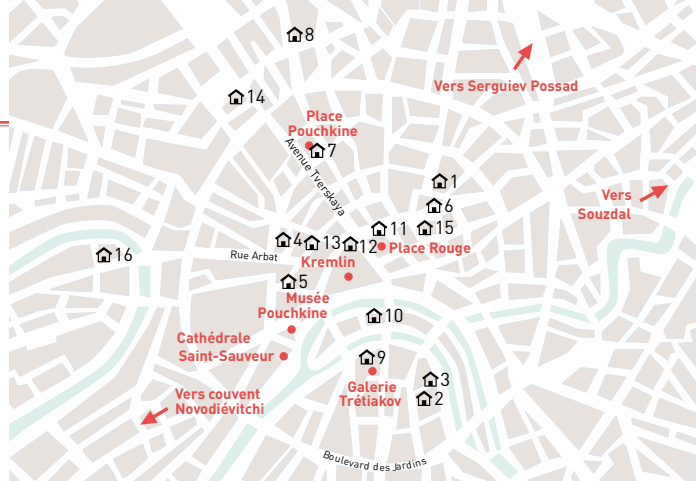 8
Vers Serguiev Possad
14
Place
Pouchkine
7
Avenue Tverskaya
1
Vers
Souzdal
6
11
15
4
13
12
Place Rouge
16
Rue Arbat
Kremlin
5
Musée
Pouchkine
10
Cathédrale
Saint-Sauveur
9
Galerie
Trétiakov
3
2
Vers couvent
Novodiévitchi
Boulevard des Jardins